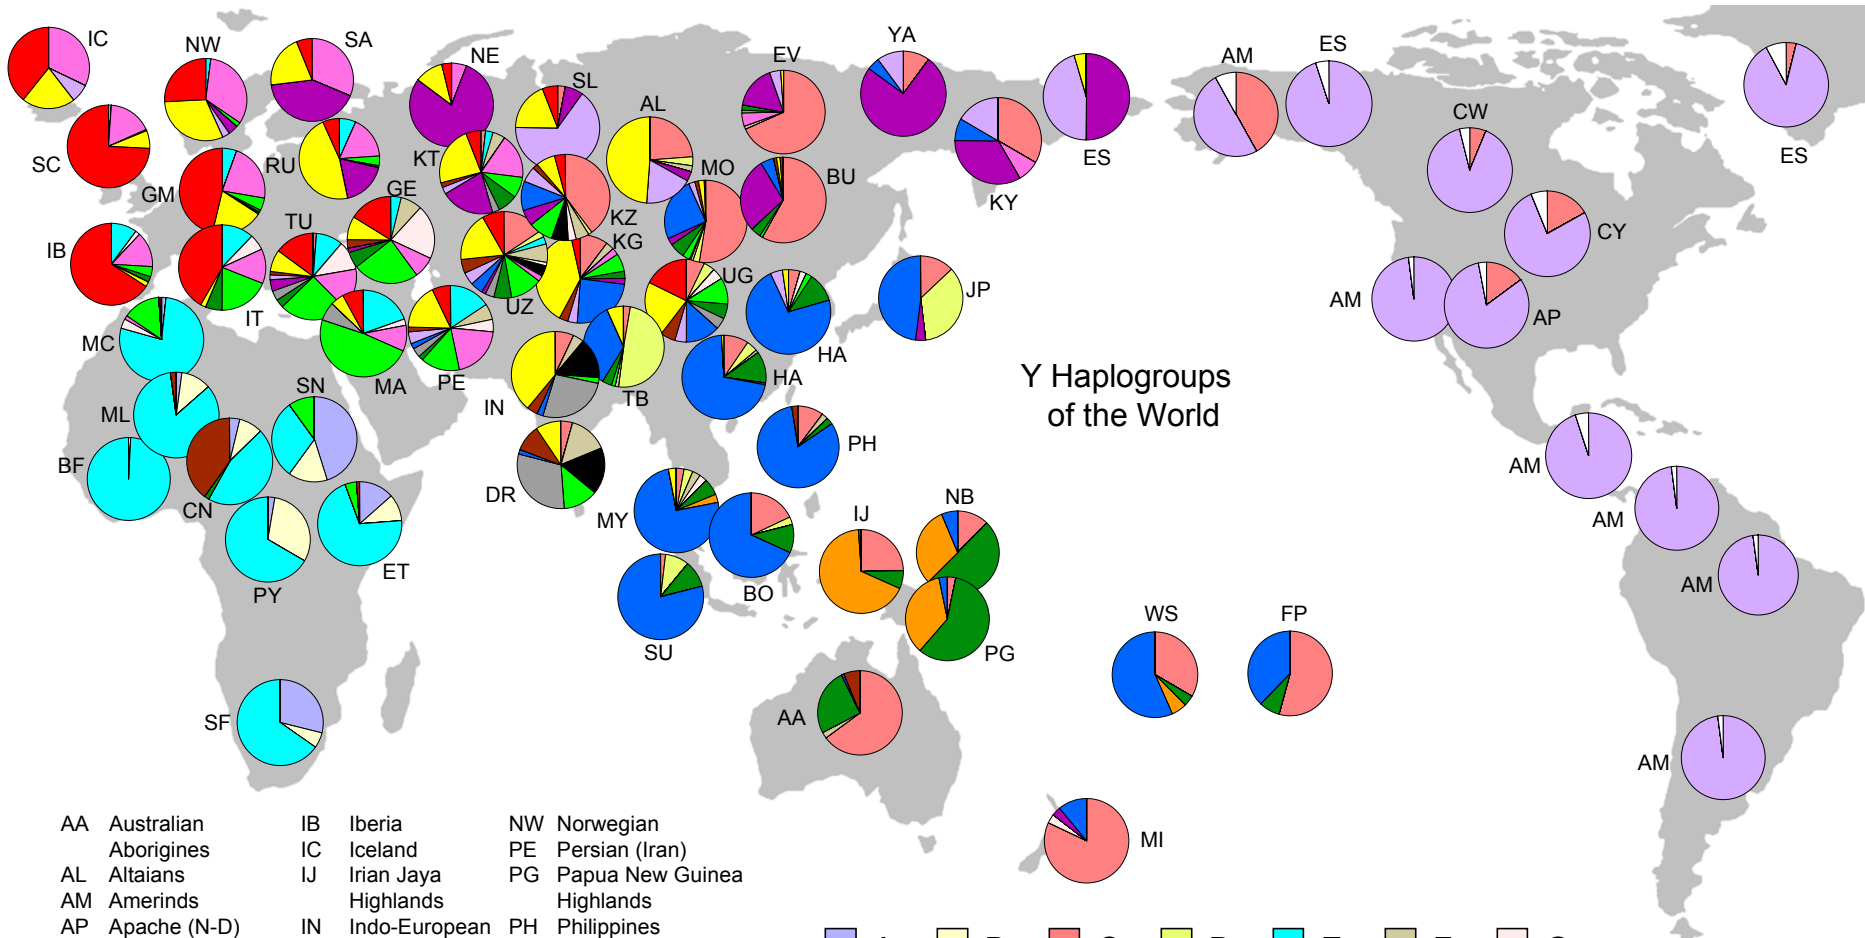 IC
NW
SA
NE
SL
AL
EV
YA
AM
ES
CW
ES
SC
RU
KT
MO
BU
KY
ES
GM
GE
KZ
CY
TU
KG
IB
UG
JP
AM
AP
IT
UZ
HA
MC
MA
PE
HA
Y Haplogroups
of the World
SN
IN
TB
ML
PH
AM
BF
CN
DR
MY
IJ
NB
AM
ET
PY
BO
AM
SU
PG
WS
FP
SF
AA
AM
MI
AA Australian IB Iberia NW Norwegian
Aborigines IC Iceland PE Persian (Iran)
AL Altaians IJ Irian Jaya PG Papua New Guinea
AM Amerinds Highlands Highlands
AP Apache (N-D) IN Indo-European PH Philippines